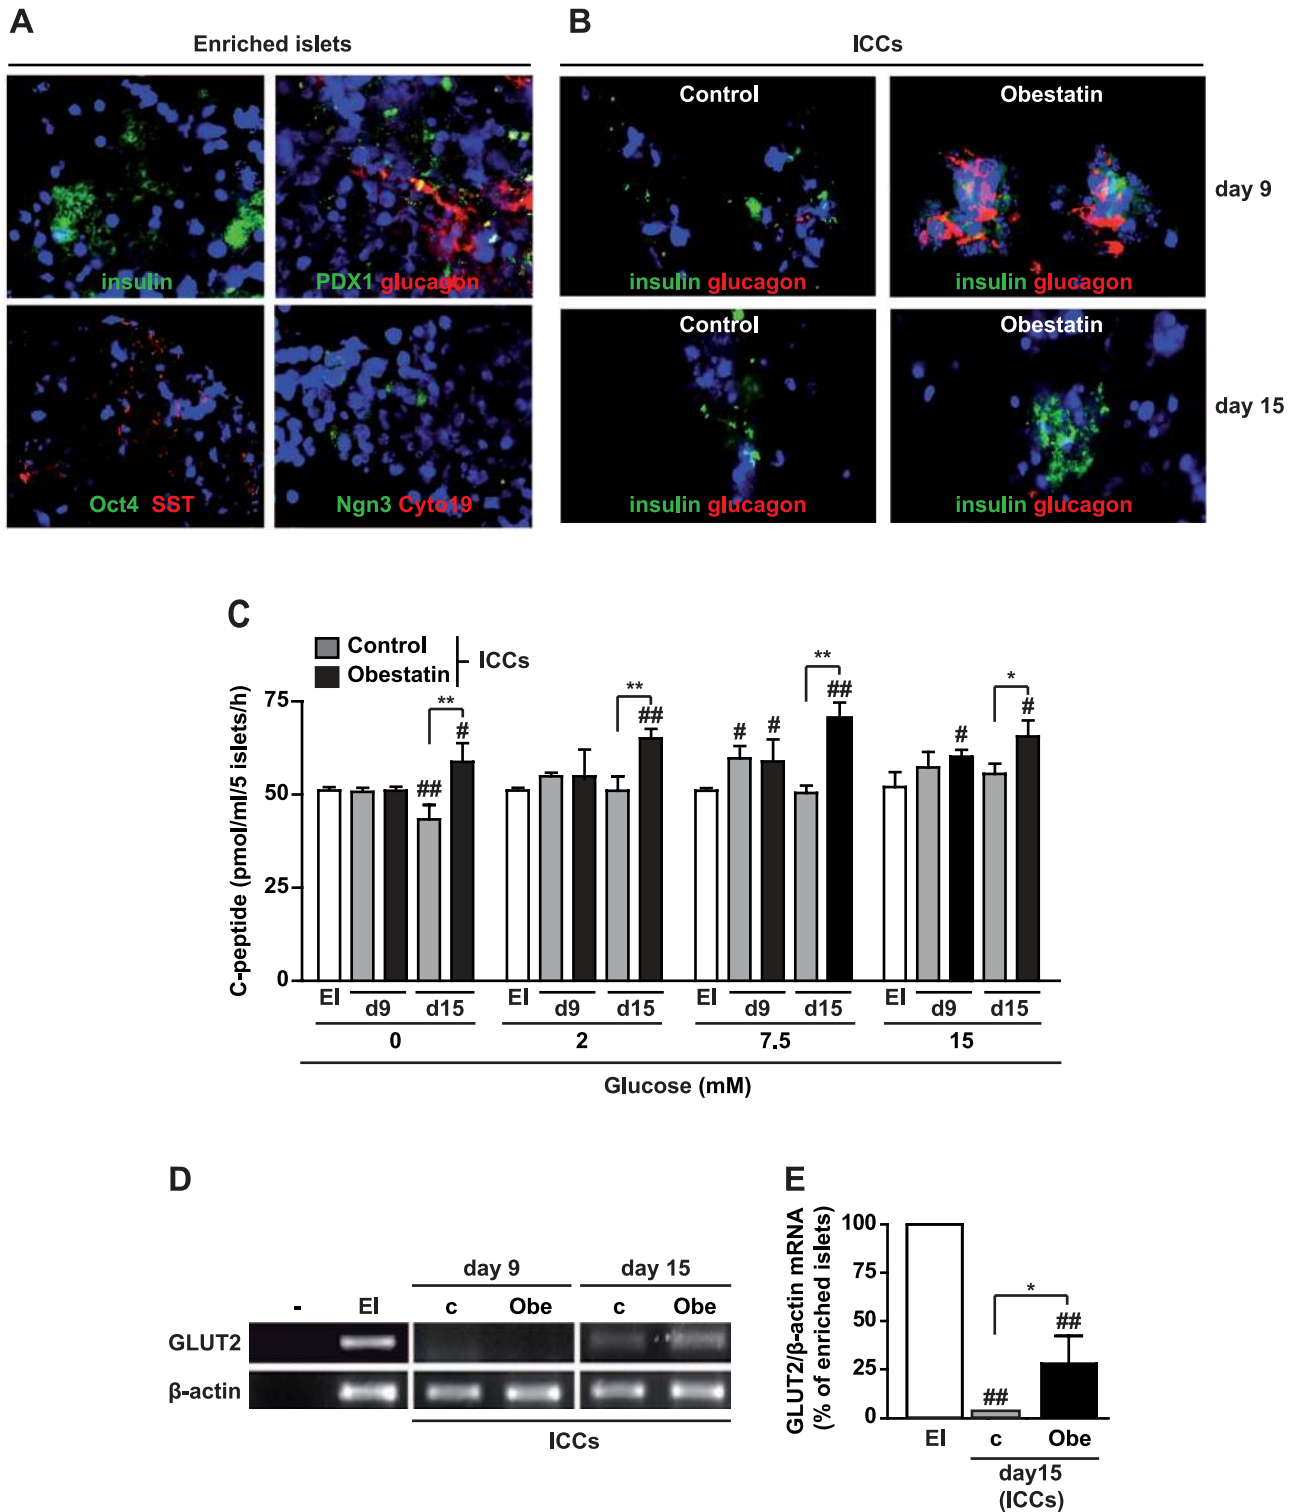 A
Enriched islets
insulin
PDX1 glucagon
Oct4 SST
Ngn3 Cyto19
B
ICCs
Control
Obestatin
insulin glucagon
insulin glucagon
day 9
Control
Obestatin
insulin glucagon
insulin glucagon
day 15
C
Control
Obestatin
ICCs
C-peptide (pmol/ml/5 islets/h)
75
50
25
0
##
#
**
##
**
#
#
##
**
#
#
*
EI
d9
d15
EI
d9
d15
EI
d9
d15
EI
d9
d15
0
2
7.5
15
Glucose (mM)
D
day 9
day 15
-
EI
c
Obe
c
Obe
GLUT2
β-actin
ICCs
E
GLUT2/β-actin mRNA
(% of enriched islets)
100
75
50
25
0
*
##
##
EI
c
Obe
day15
(ICCs)